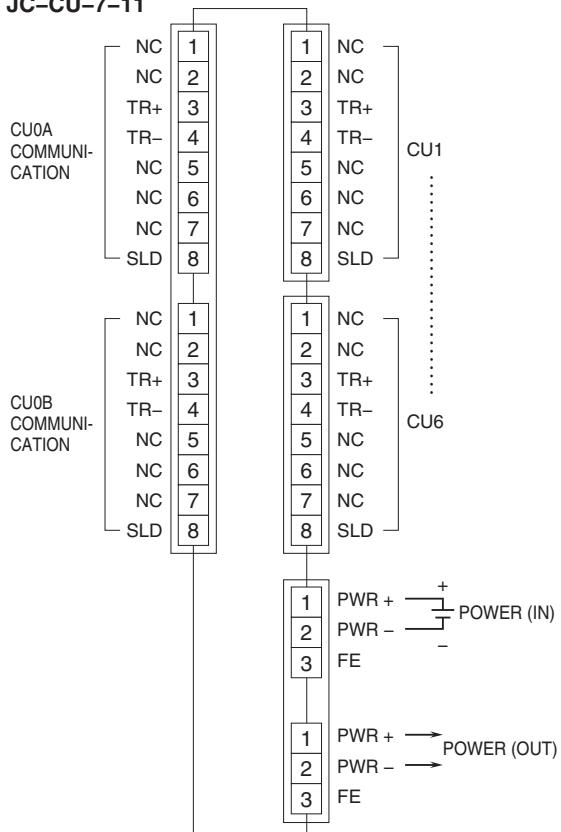 JC–CU–7–11
CU0A
COMMUNI-
CATION
NC 1
NC 2
TR+ 3
TR– 4
NC 5
NC 6
NC 7
SLD 8
1 NC
2 NC
3 TR+
4 TR–
5 NC
6 NC
7 NC
8 SLD
CU1
CU0B
COMMUNI-
CATION
NC 1
NC 2
TR+ 3
TR– 4
NC 5
NC 6
NC 7
SLD 8
1 NC
2 NC
3 TR+
4 TR–
5 NC
6 NC
7 NC
8 SLD
CU6
1 PWR +
2 PWR –
3 FE
+
–
POWER (IN)
1 PWR +
2 PWR –
3 FE
POWER (OUT)